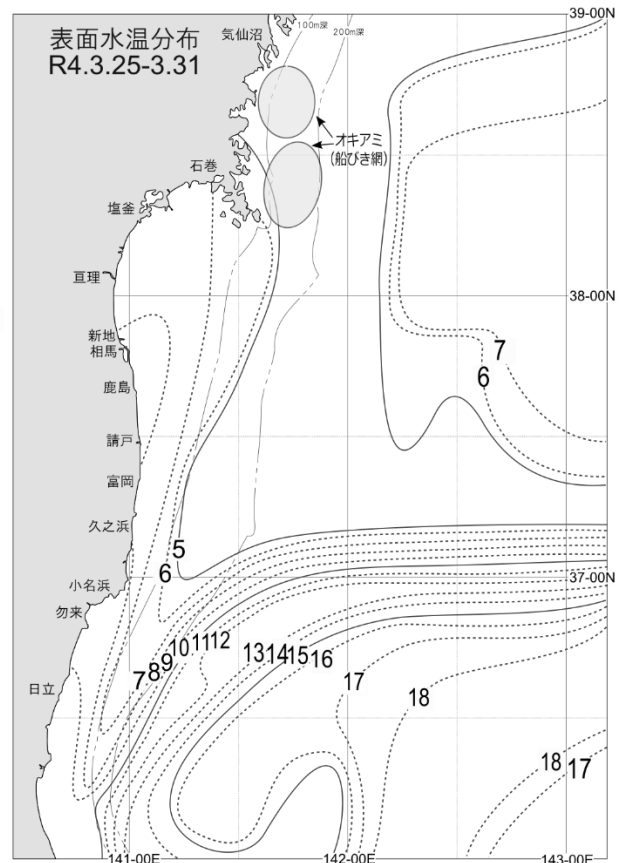 表面水温分布
R4.3.25-3.31
気仙沼
100m深
200m深
39-00N
オキアミ
(船びき網)
石巻
塩釜
亘理
38-00N
新地
相馬
7
6
鹿島
請戸
富岡
久之浜
5
6
37-00N
小名浜
勿来
7
8
9
10
11
12
13
14
15
16
17
18
日立
18
17
141-00E
142-00E
143-00E